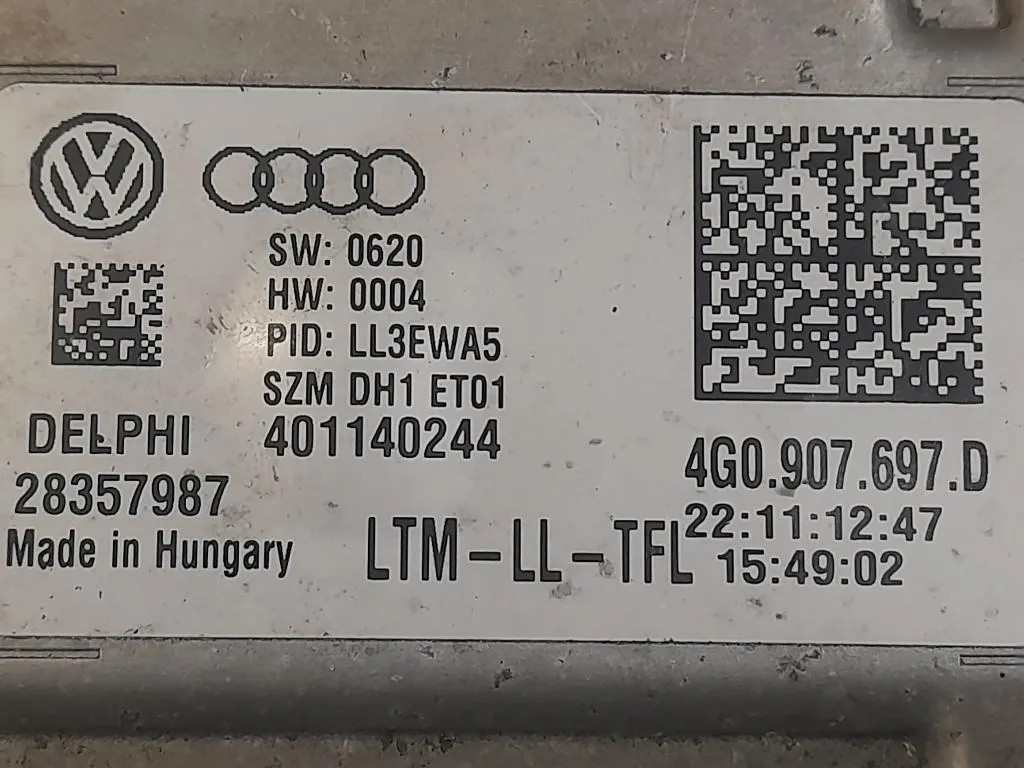 SW: 0620
HW: 0004
PID: LL3EWA5
SZM DH1 ET01
DELPHI 401140244
28357987
Made in Hungary
LTM-LL-TFL
4G0.907.697.D
22:11:12:47
15:49:02